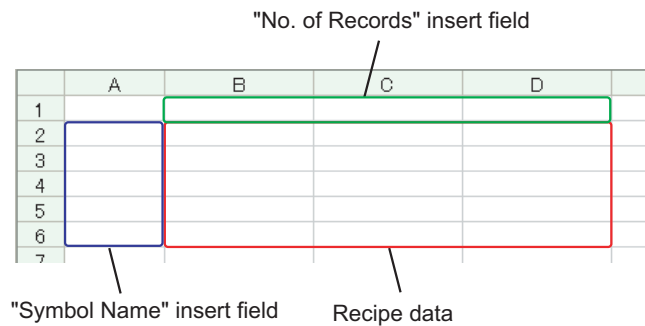 "No. of Records" insert field
A B C D
1
2
3
4
5
6
7
"Symbol Name" insert field
Recipe data